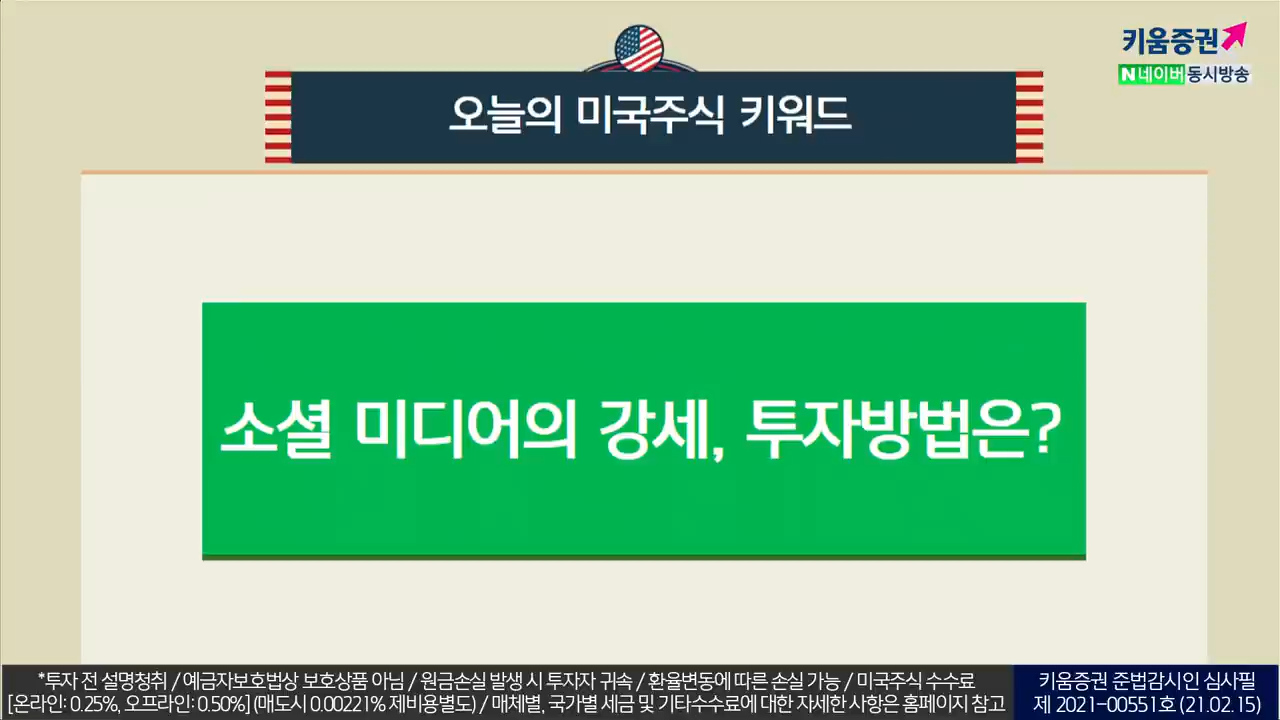 키움증권
N 네이버 동시방송
오늘의 미국주식 키워드
소셜 미디어의 강세, 투자방법은?
*투자 전 설명청취 / 예금자보호법상 보호상품 아님 / 원금손실 발생 시 투자자 귀속 / 환율변동에 따른 손실 가능 / 미국주식 수수료
[온라인: 0.25%, 오프라인: 0.50%] (매도시 0.00221% 제비용별도) / 매체별, 국가별 세금 및 기타수수료에 대한 자세한 사항은 홈페이지 참고
키움증권 준법감시인 심사필
제 2021-00551호 (21.02.15)